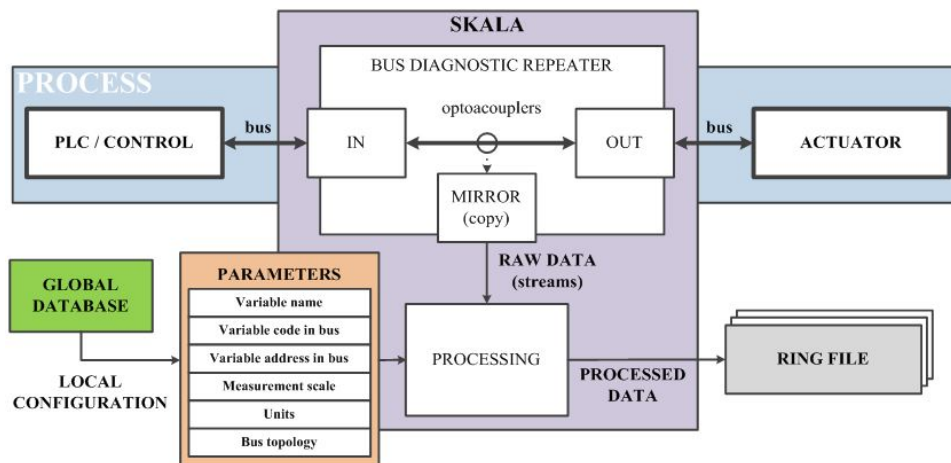 SKALA
BUS DIAGNOSTIC REPEATER
PROCESS
optoacouplers
PLC / CONTROL
bus
IN
OUT
bus
ACTUATOR
MIRROR
(copy)
GLOBAL
DATABASE
PARAMETERS
Variable name
Variable code in bus
Variable address in bus
Measurement scale
Units
Bus topology
RAW DATA
(streams)
PROCESSING
RING FILE
LOCAL
CONFIGURATION
PROCESSED
DATA